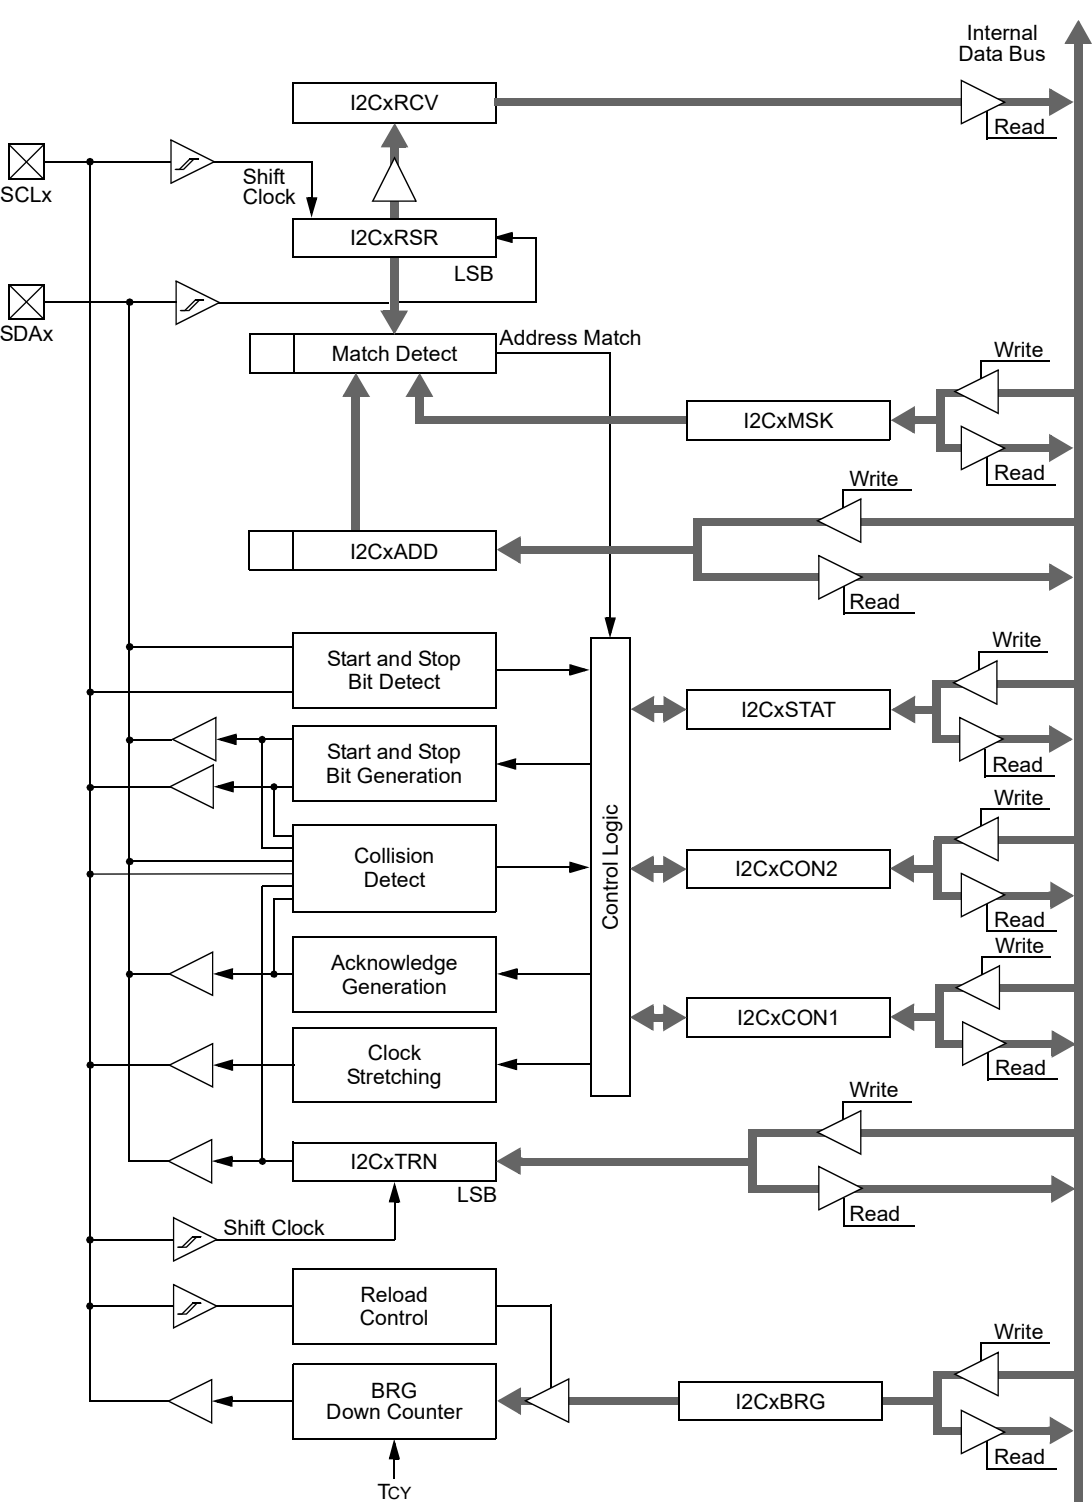 Internal
Data Bus
I2CxRCV
Read
SCLx
Shift
Clock
I2CxRSR
LSB
SDAx
Address Match
Match Detect
Write
I2CxMSK
Read
Write
I2CxADD
Read
Start and Stop
Bit Detect
Write
I2CxSTAT
Read
Start and Stop
Bit Generation
Control Logic
Write
Collision
Detect
I2CxCON2
Read
Write
Acknowledge
Generation
I2CxCON1
Read
Clock
Stretching
Write
I2CxTRN
LSB
Read
Shift Clock
Reload
Control
Write
BRG
Down Counter
I2CxBRG
Read
TCY